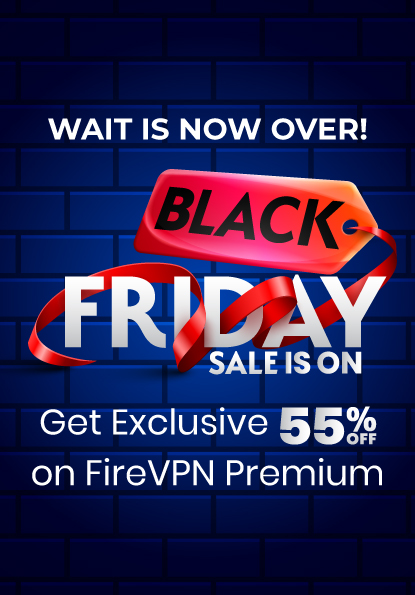 WAIT IS NOW OVER!
BLACK
FRIDAY
SALE IS ON
Get Exclusive 55% OFF
on FireVPN Premium